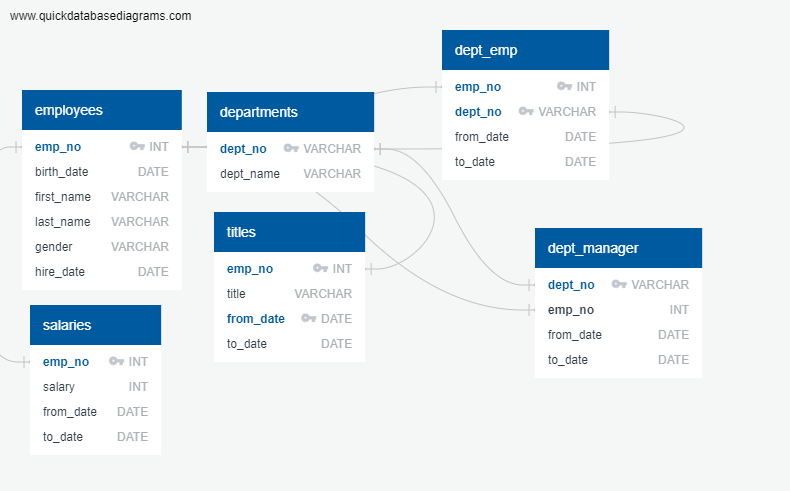 www.quickdatabasediagrams.com
employees
emp_no INT
birth_date DATE
first_name VARCHAR
last_name VARCHAR
gender VARCHAR
hire_date DATE
departments
dept_no VARCHAR
dept_name VARCHAR
dept_emp
emp_no INT
dept_no VARCHAR
from_date DATE
to_date DATE
titles
emp_no INT
title VARCHAR
from_date DATE
to_date DATE
dept_manager
dept_no VARCHAR
emp_no INT
from_date DATE
to_date DATE
salaries
emp_no INT
salary INT
from_date DATE
to_date DATE